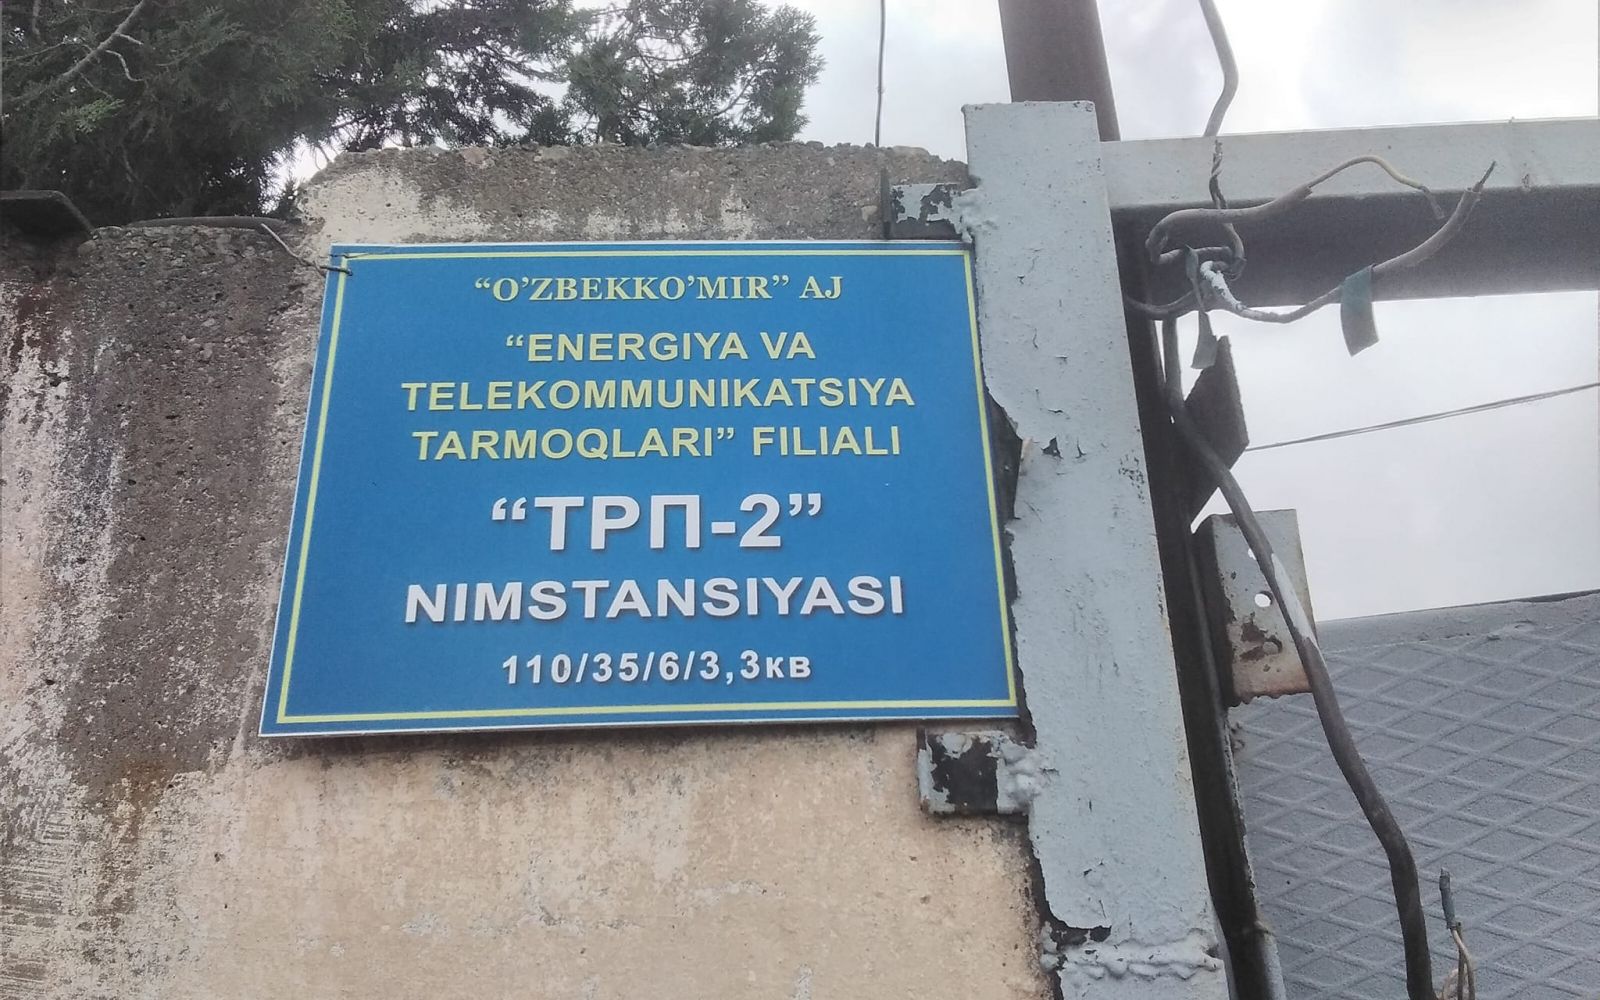 “O’ZBEKKO’MIR” AJ
“ENERGIYA VA
TELEKOMMUNIKATSIYA
TARMOQLARI” FILIALI
“ТРП-2”
NIMSTANSIYASI
110/35/6/3,3кв